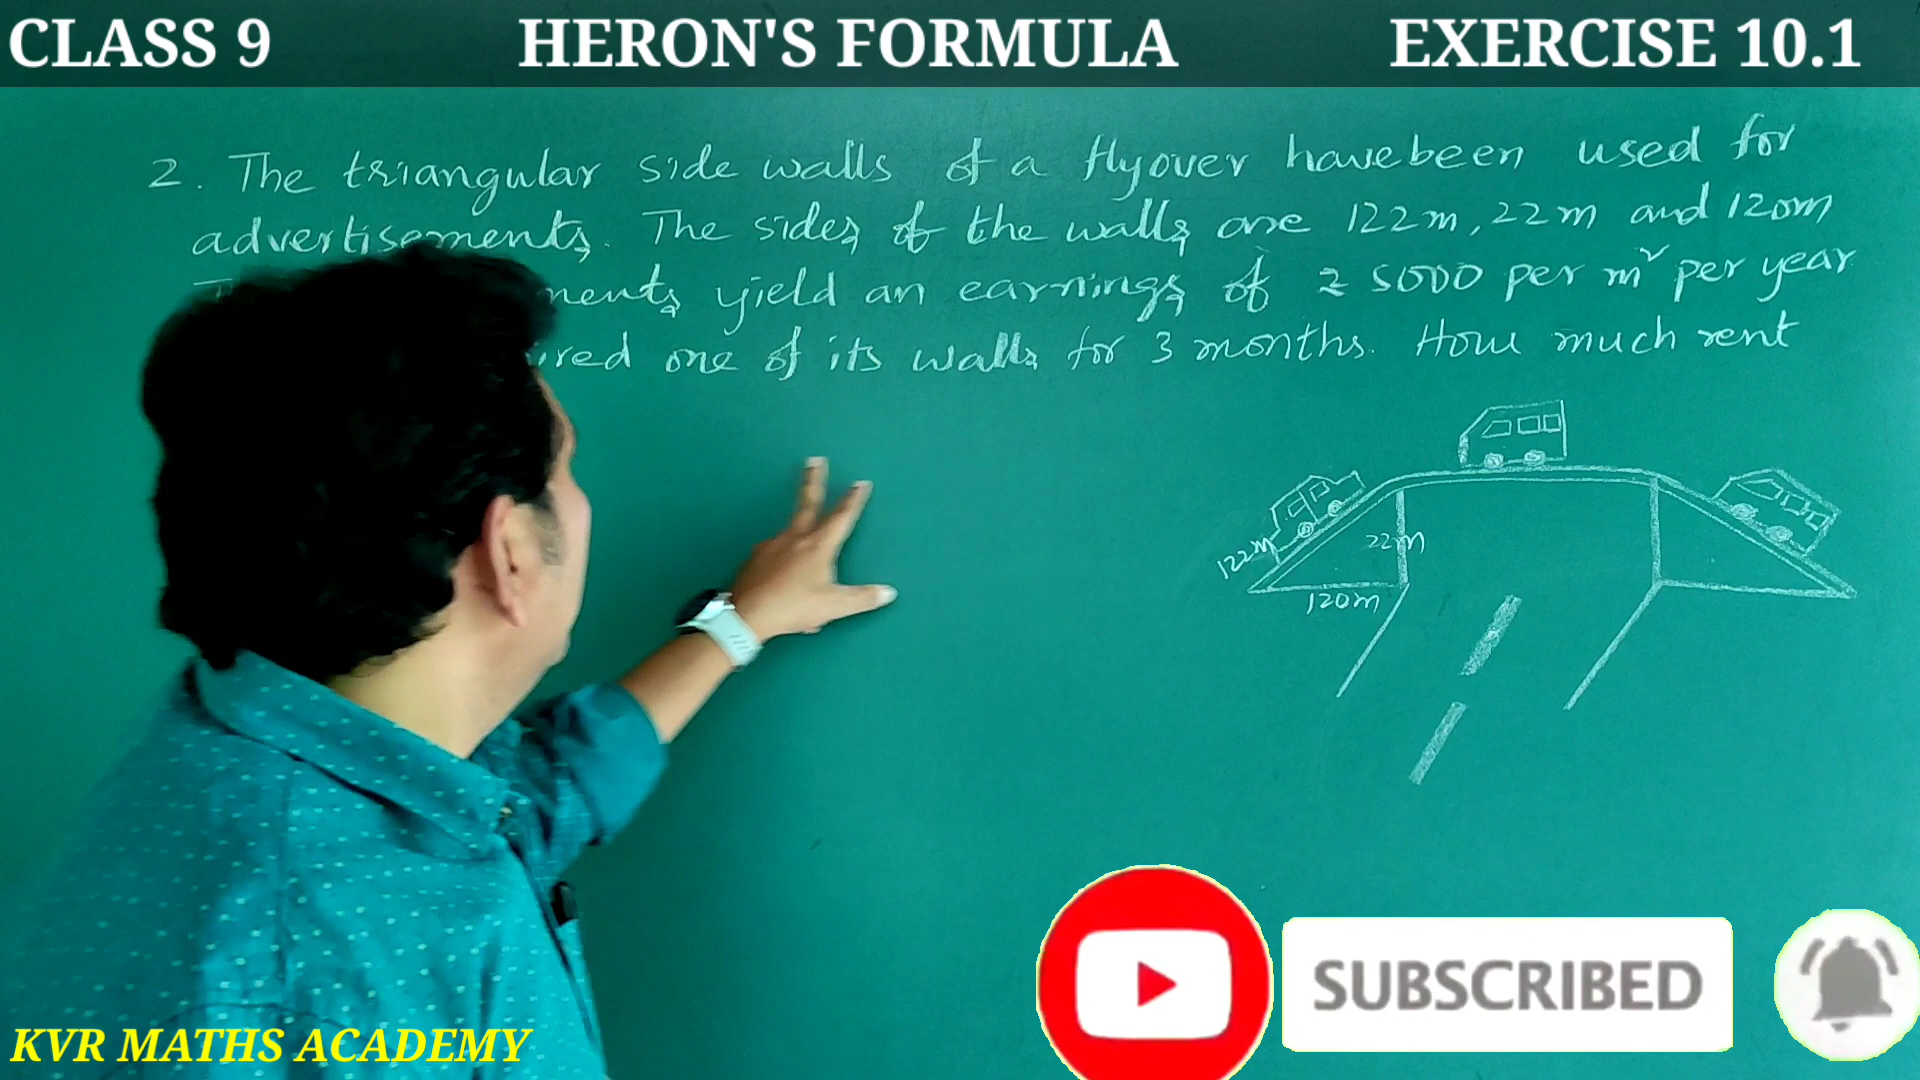 CLASS 9 HERON'S FORMULA EXERCISE 10.1
2. The triangular side walls of a flyover have been used for
advertisements. The sides of the walls are 122m, 22m and 120m
yield an earnings of ₹ 5000 per m² per year
one of its walls for 3 months. How much rent
122m
22m
120m
SUBSCRIBED
KVR MATHS ACADEMY